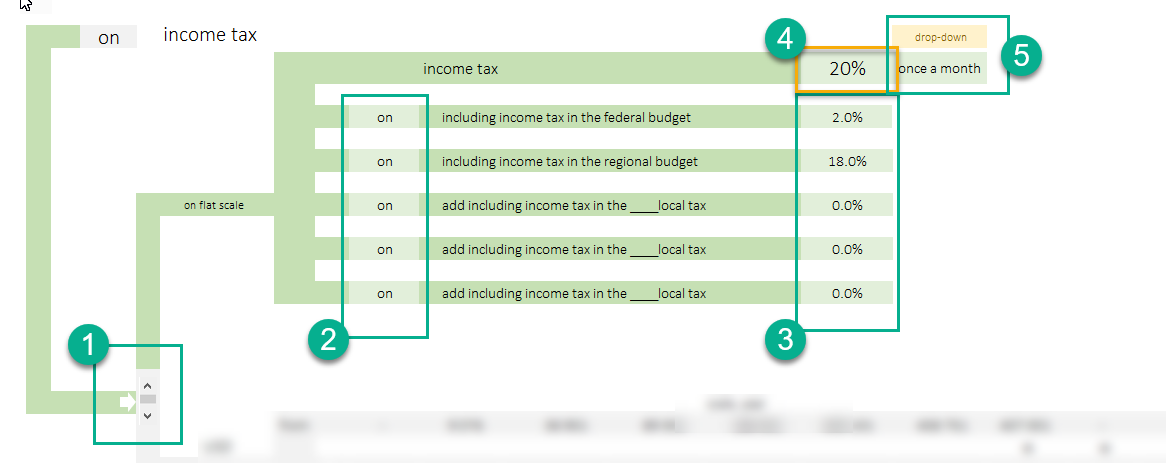 on
income tax
4
drop-down
5
income tax
20%
once a month
on
including income tax in the federal budget
2.0%
on
including income tax in the regional budget
18.0%
on flat scale
on
add including income tax in the ____local tax
0.0%
on
add including income tax in the ____local tax
0.0%
on
add including income tax in the ____local tax
0.0%
1
2
3